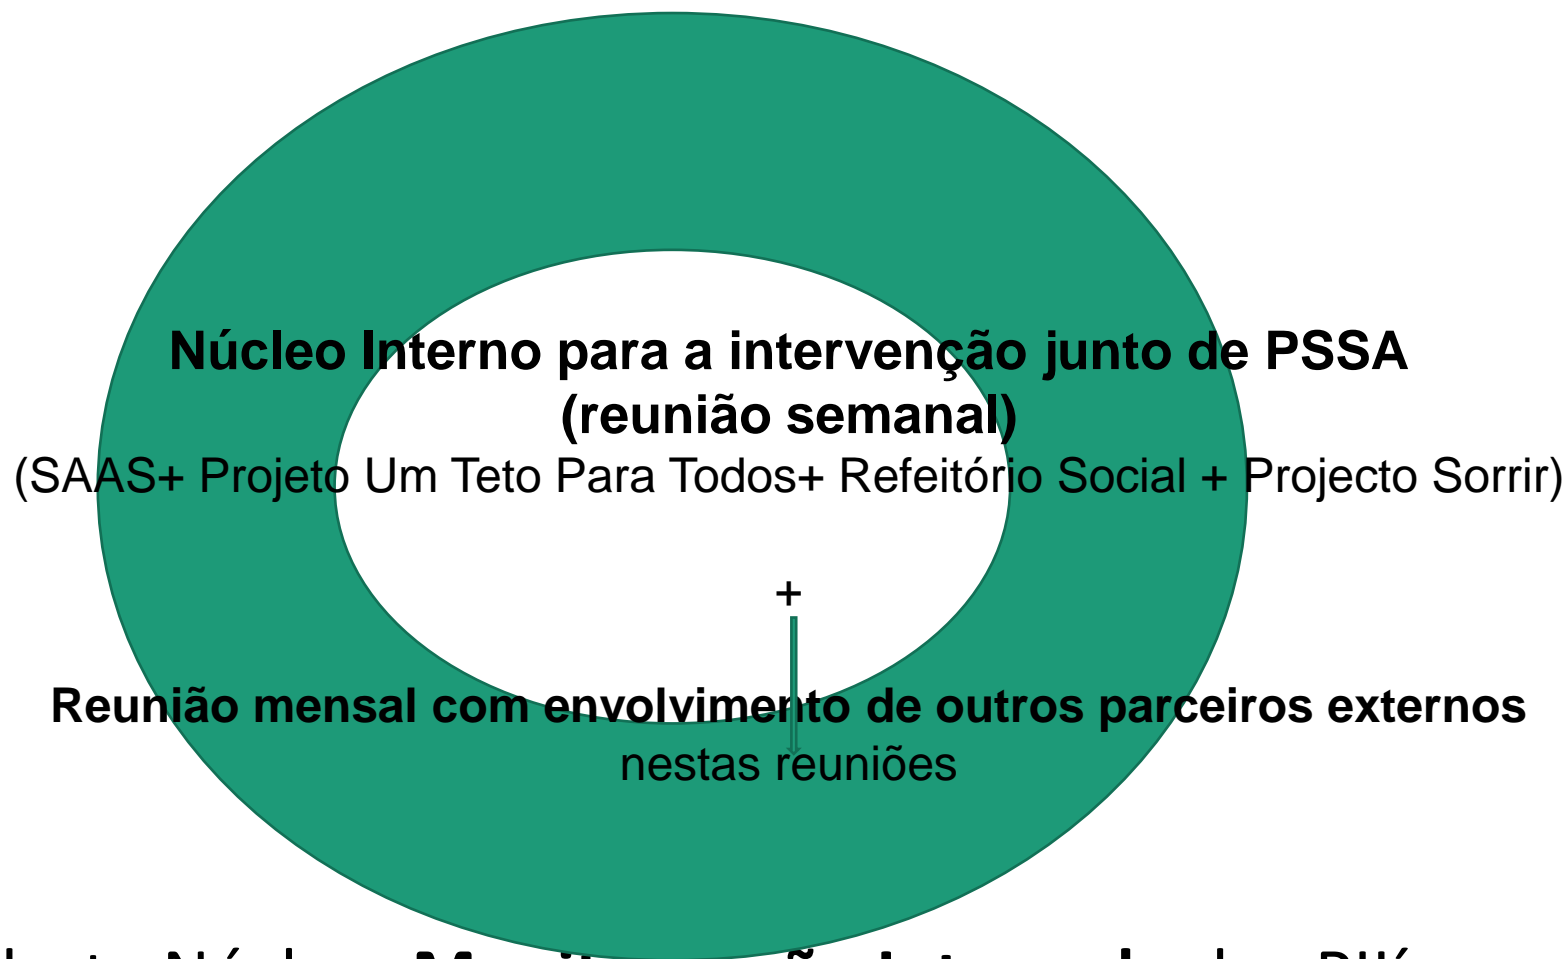 Núcleo Interno para a intervenção junto de PSSA
(reunião semanal)
(SAAS+ Projeto Um Teto Para Todos+ Refeitório Social + Projecto Sorrir)
+
Reunião mensal com envolvimento de outros parceiros externos
nestas reuniões